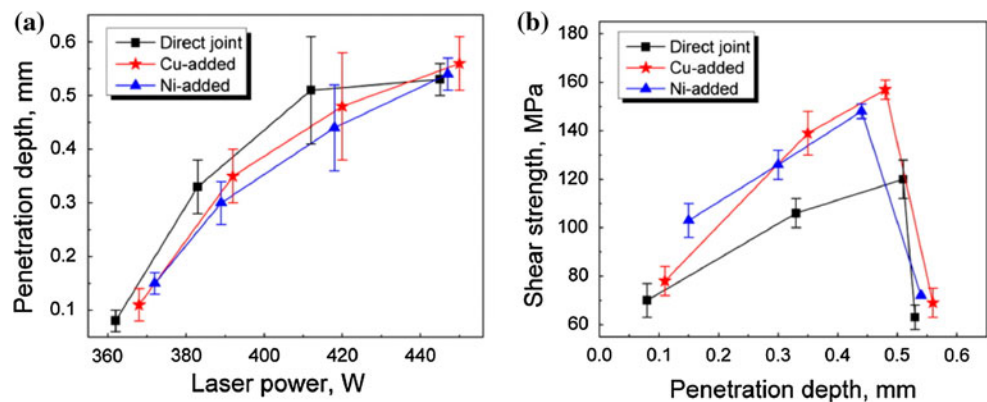 (a)
Penetration depth, mm
0.6
0.5
0.4
0.3
0.2
0.1
Direct joint
Cu-added
Ni-added
360 380 400 420 440
Laser power, W
(b)
Shear strength, MPa
180
160
140
120
100
80
60
Direct joint
Cu-added
Ni-added
0.0 0.1 0.2 0.3 0.4 0.5 0.6
Penetration depth, mm